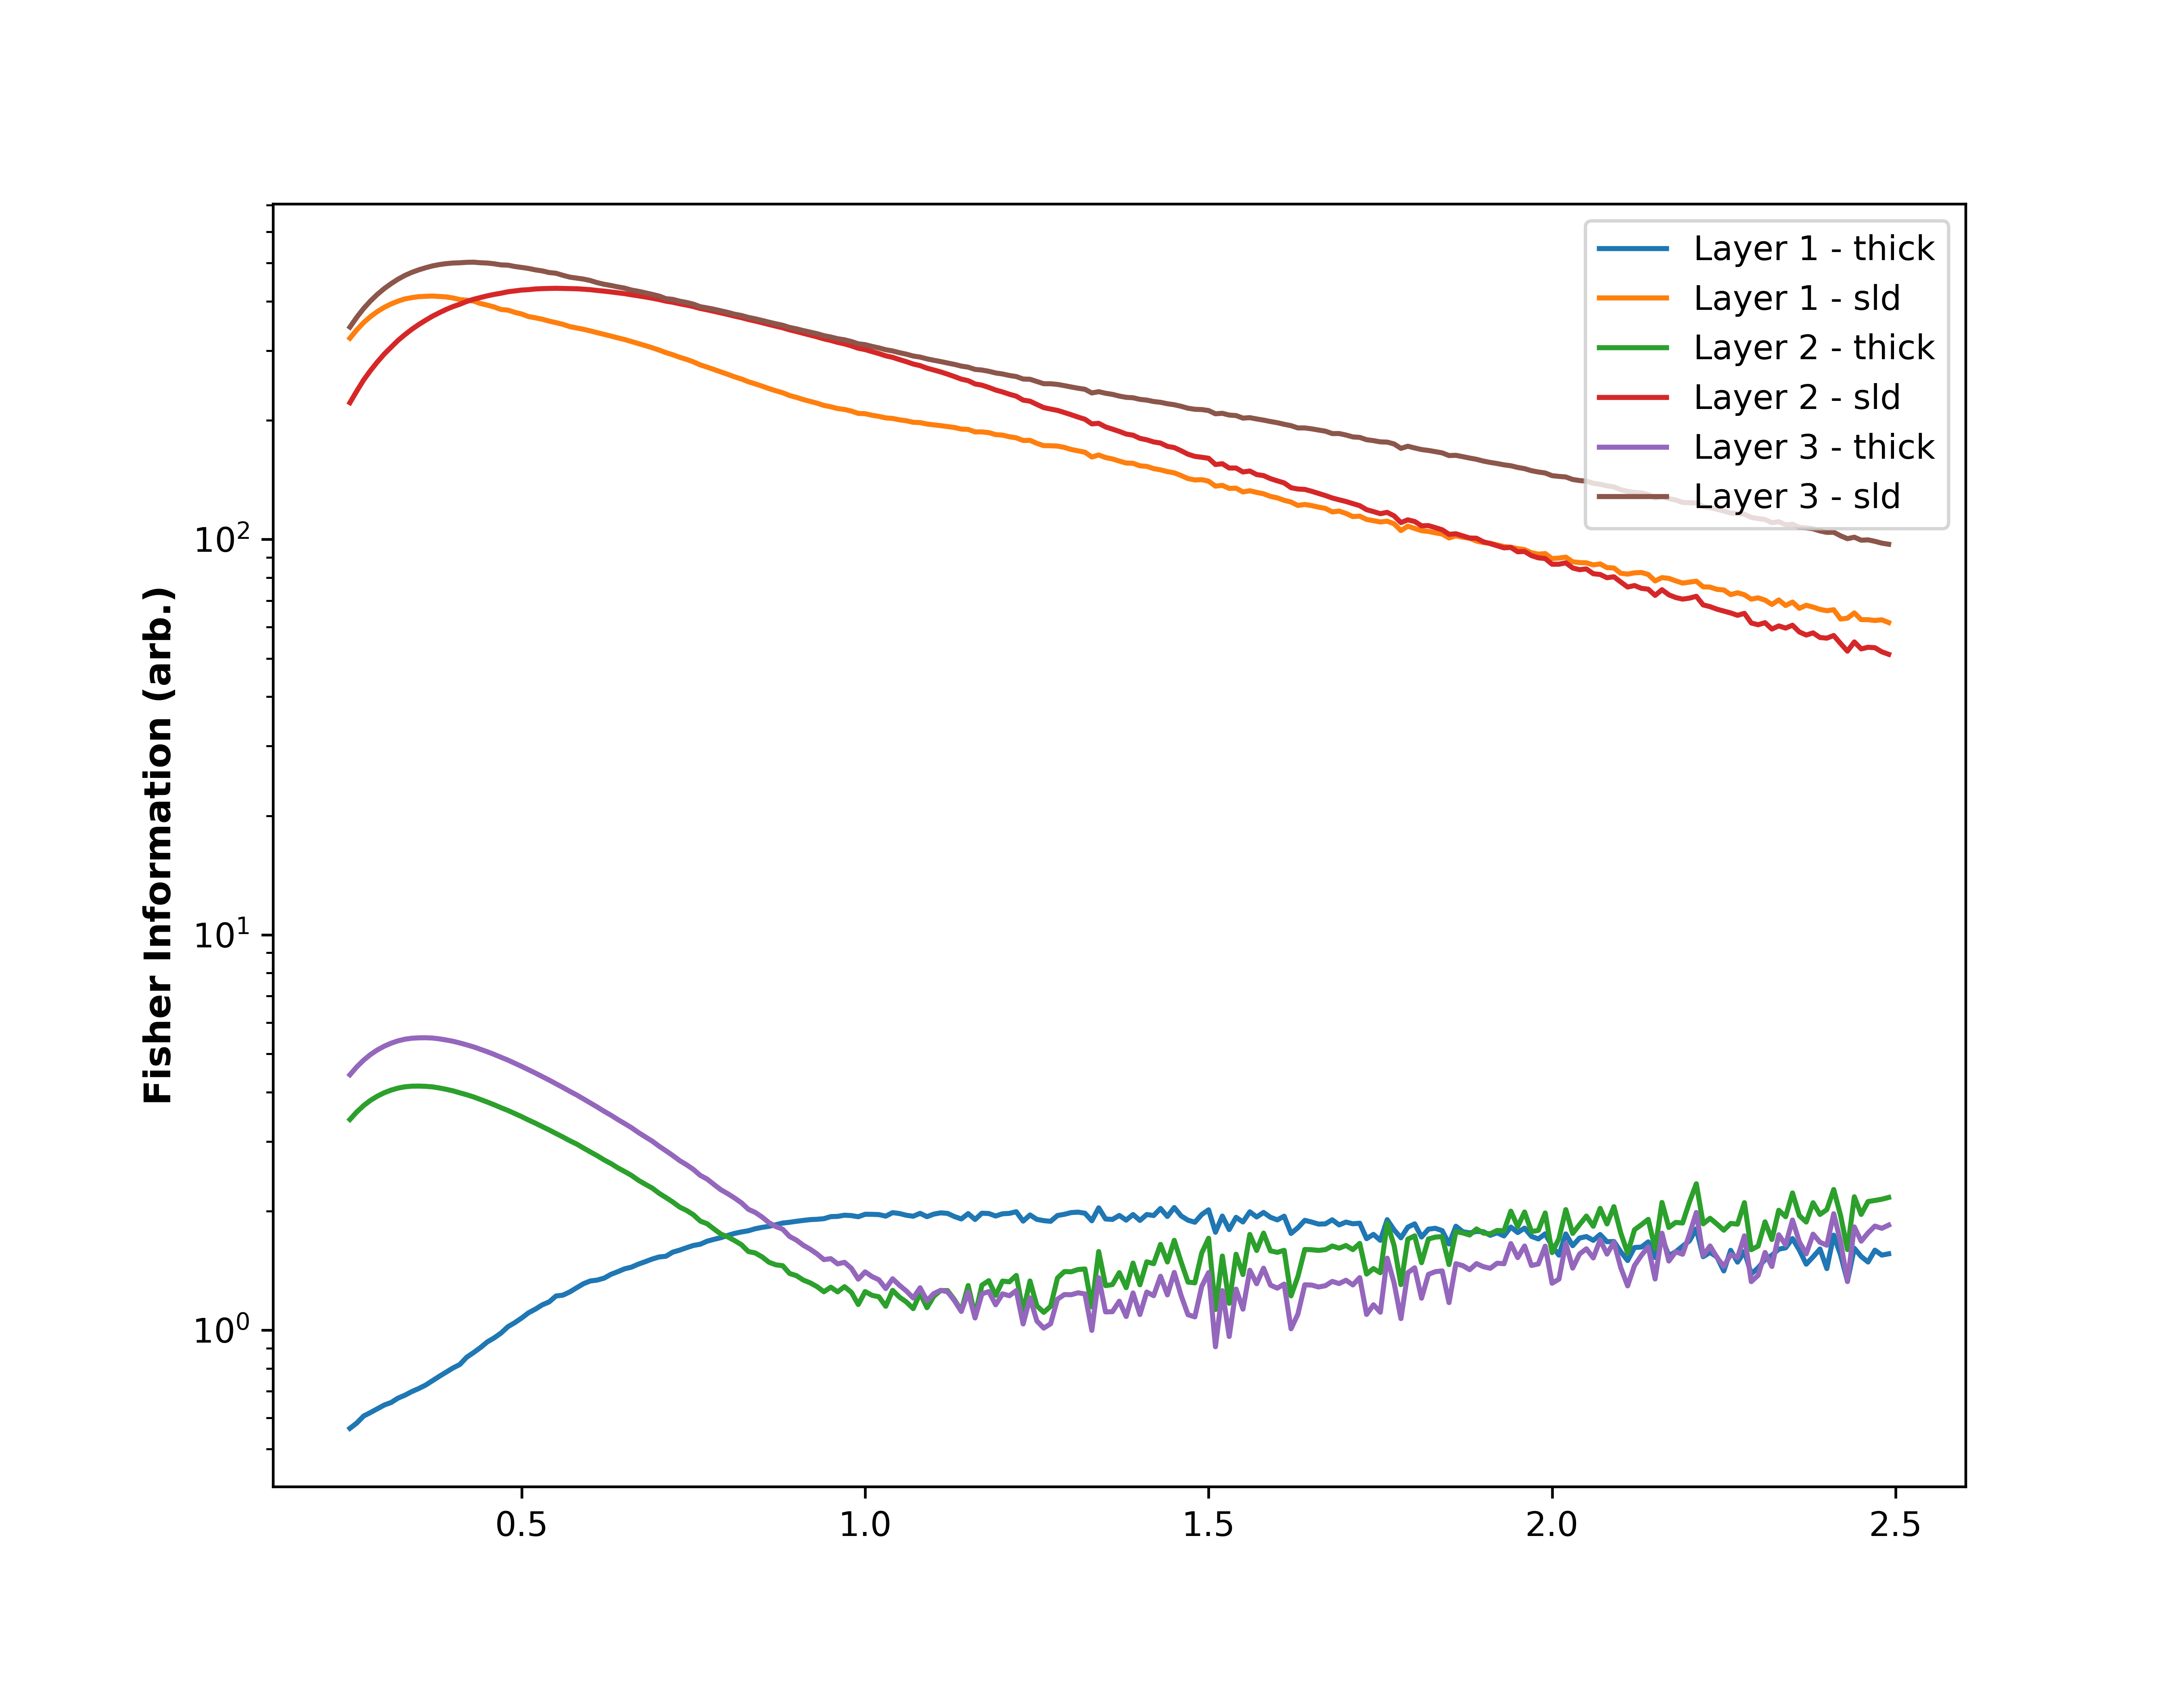 Fisher Information (arb.)
10²
10¹
10⁰
0.5 1.0 1.5 2.0 2.5
Layer 1 - thick
Layer 1 - sld
Layer 2 - thick
Layer 2 - sld
Layer 3 - thick
Layer 3 - sld